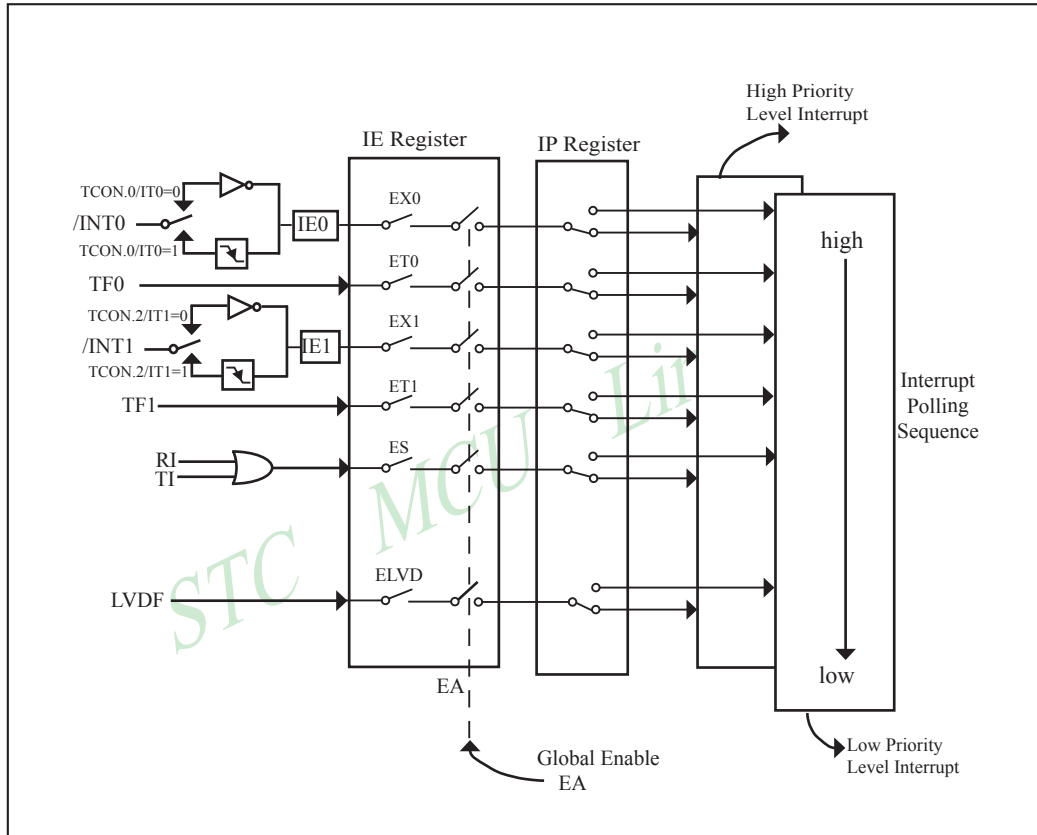 High Priority
Level Interrupt
IE Register
IP Register
TCON.0/IT0=0
/INT0
TCON.0/IT0=1
IE0
EX0
TF0
ET0
TCON.2/IT1=0
/INT1
TCON.2/IT1=1
IE1
EX1
TF1
ET1
RI
TI
ES
LVDF
ELVD
EA
Global Enable
EA
high
low
Interrupt
Polling
Sequence
Low Priority
Level Interrupt
STC MCU